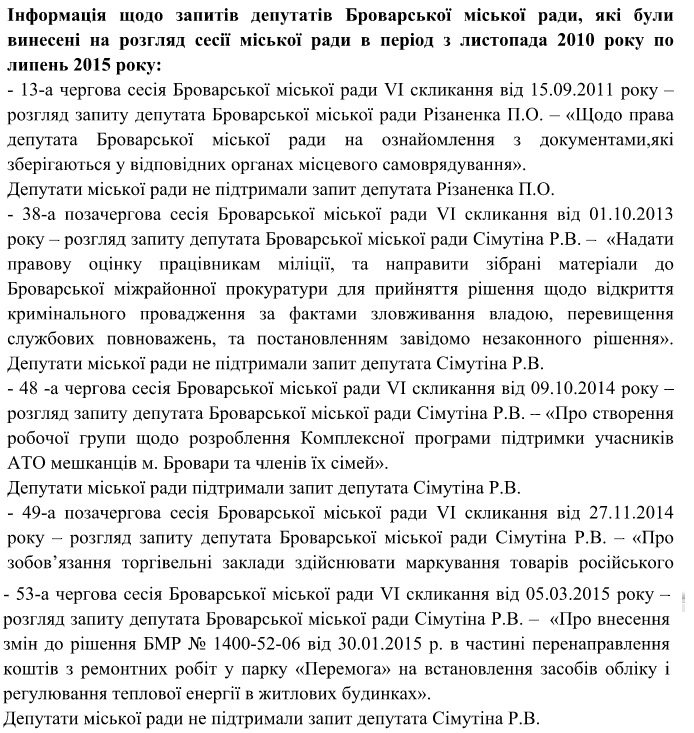 Інформація щодо запитів депутатів Броварської міської ради, які були
винесені на розгляд сесії міської ради в період з листопада 2010 року по
липень 2015 року:
- 13-а чергова сесія Броварської міської ради VI скликання від 15.09.2011 року –
розгляд запиту депутата Броварської міської ради Різаненка П.О. – «Щодо права
депутата Броварської міської ради на ознайомлення з документами,які
зберігаються у відповідних органах місцевого самоврядування».
Депутати міської ради не підтримали запит депутата Різаненка П.О.
- 38-а позачергова сесія Броварської міської ради VI скликання від 01.10.2013
року – розгляд запиту депутата Броварської міської ради Сімутіна Р.В. – «Надати
правову оцінку працівникам міліції, та направити зібрані матеріали до
Броварської міжрайонної прокуратури для прийняття рішення щодо відкриття
кримінального провадження за фактами зловживання владою, перевищення
службових повноважень, та постановленням завідомо незаконного рішення».
Депутати міської ради не підтримали запит депутата Сімутіна Р.В.
- 48 -а чергова сесія Броварської міської ради VI скликання від 09.10.2014 року –
розгляд запиту депутата Броварської міської ради Сімутіна Р.В. – «Про створення
робочої групи щодо розроблення Комплексної програми підтримки учасників
АТО мешканців м. Бровари та членів їх сімей».
Депутати міської ради підтримали запит депутата Сімутіна Р.В.
- 49-а позачергова сесія Броварської міської ради VI скликання від 27.11.2014
року – розгляд запиту депутата Броварської міської ради Сімутіна Р.В. – «Про
зобов’язання торгівельні заклади здійснювати маркування товарів російського
- 53-а чергова сесія Броварської міської ради VI скликання від 05.03.2015 року –
розгляд запиту депутата Броварської міської ради Сімутіна Р.В. – «Про внесення
змін до рішення БМР № 1400-52-06 від 30.01.2015 р. в частині перенаправлення
коштів з ремонтних робіт у парку «Перемога» на встановлення засобів обліку і
регулювання теплової енергії в житлових будинках».
Депутати міської ради не підтримали запит депутата Сімутіна Р.В.